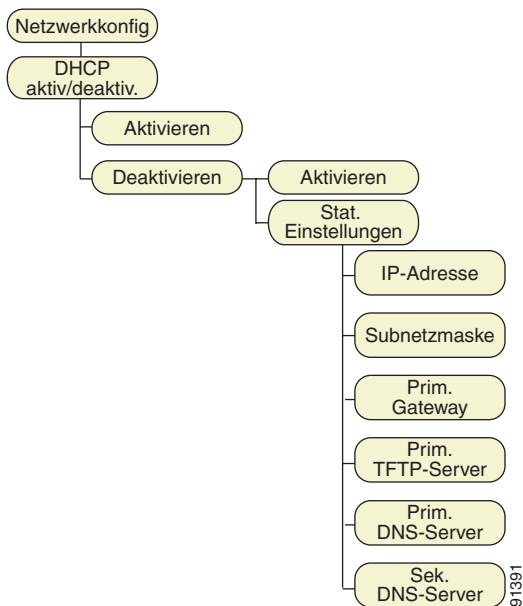 Netzwerkkonfig
DHCP
aktiv/deaktiv.
Aktivieren
Deaktivieren
Aktivieren
Stat.
Einstellungen
IP-Adresse
Subnetzmaske
Prim.
Gateway
Prim.
TFTP-Server
Prim.
DNS-Server
Sek.
DNS-Server
91391